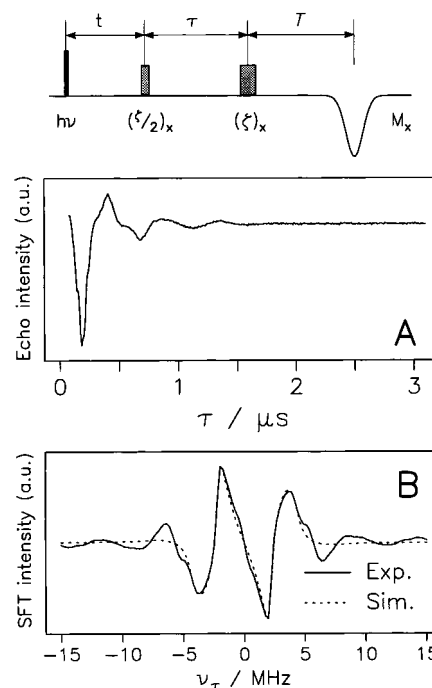 t τ T
hν (ξ/2)ₓ (ξ)ₓ Mₓ
Echo intensity (a.u.)
A
0 1 2 3
τ / μs
SFT intensity (a.u.)
B
Exp.
Sim.
−15 −10 −5 0 5 10 15
ν_τ / MHz